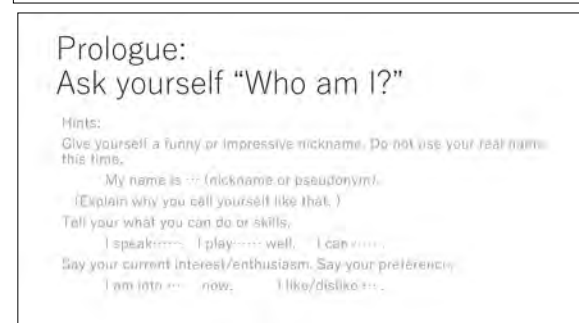 Prologue:
Ask yourself “Who am I?”
Hints:
Give yourself a funny or impressive nickname. Do not use your real name
this time.
My name is … (nickname or pseudonym).
(Explain why you call yourself like that. )
Tell your what you can do or skills.
I speak…… I play…… well. I can …….
Say your current interest/enthusiasm. Say your preference.
I am into … now. I like/dislike ….